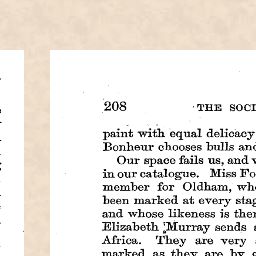 208 THE SOCI
paint with equal delicacy
Bonheur chooses bulls and
Our space fails us, and v
in our catalogue. Miss Fo
member for Oldham, who
been marked at every stag
and whose likeness is ther
Elizabeth Murray sends a
Africa. They are very
marked as they are by g